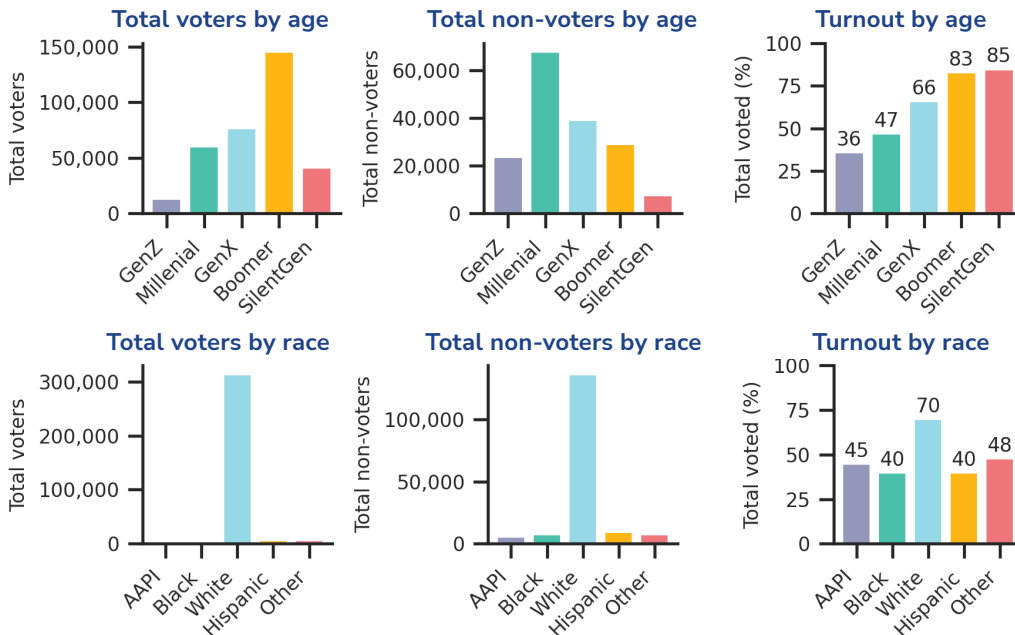 Total voters by age
Total voters
150,000
100,000
50,000
0
GenZ
Millenial
GenX
Boomer
SilentGen
Total non-voters by age
Total non-voters
60,000
40,000
20,000
0
GenZ
Millenial
GenX
Boomer
SilentGen
Turnout by age
Total voted (%)
100
75
50
25
0
36
47
66
83
85
GenZ
Millenial
GenX
Boomer
SilentGen
Total voters by race
Total voters
300,000
200,000
100,000
0
AAPI
Black
White
Hispanic
Other
Total non-voters by race
Total non-voters
100,000
50,000
0
AAPI
Black
White
Hispanic
Other
Turnout by race
Total voted (%)
100
75
50
25
0
45
40
70
40
48
AAPI
Black
White
Hispanic
Other